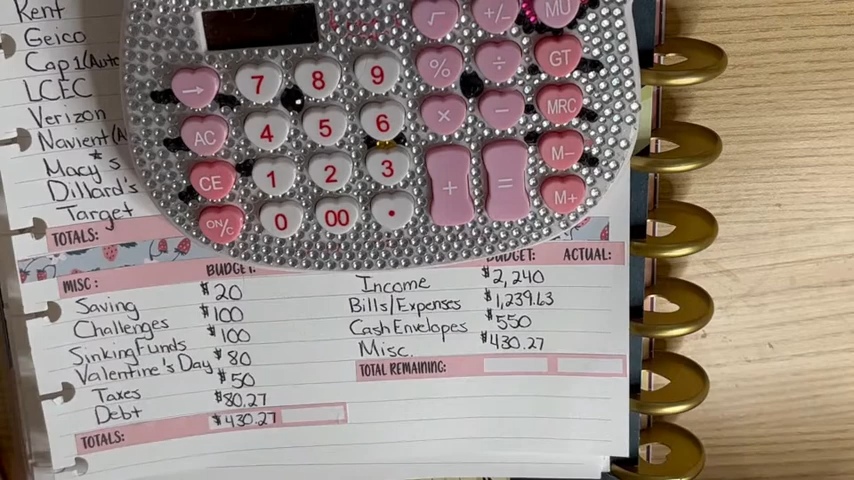 Rent
Geico
Cap 1 (Auto
LCEC
Verizon
Navient (A
Macy*s
Dillard's
Target
TOTALS:
MISC: BUDGET:
Saving $20
Challenges $100
Sinking Funds $100
Valentine's Day $80
Taxes $50
Debt $80.27
TOTALS: $430.27
BUDGET: ACTUAL:
Income $2,240
Bills/Expenses $1,239.63
Cash Envelopes $550
Misc. $430.27
TOTAL REMAINING:
√ +/- MU
→ 7 8 9 % ÷ GT
AC 4 5 6 × − MRC
CE 1 2 3 + = M−
ON/C 0 00 . M+